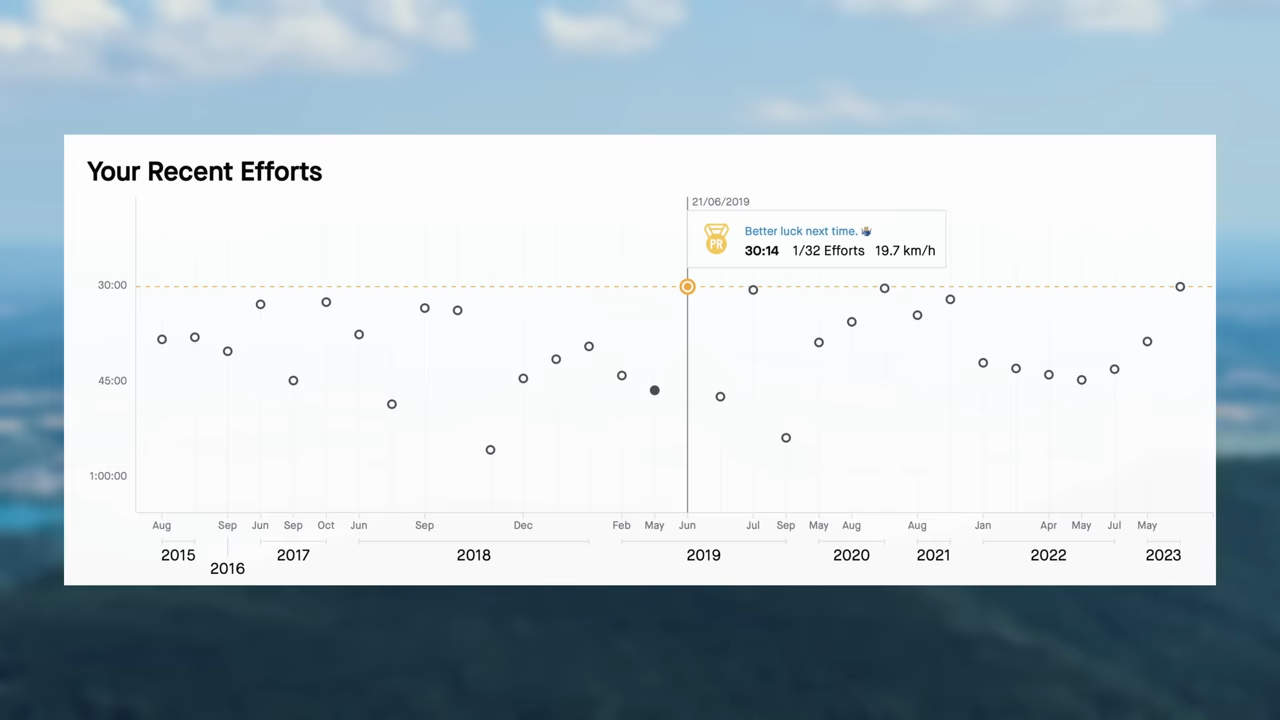 Your Recent Efforts
21/06/2019
Better luck next time.
PR
30:14 1/32 Efforts 19.7 km/h
30:00
45:00
1:00:00
Aug Sep Jun Sep Oct Jun Sep Dec Feb May Jun Jul Sep May Aug Aug Jan Apr May Jul May
2015 2016 2017 2018 2019 2020 2021 2022 2023